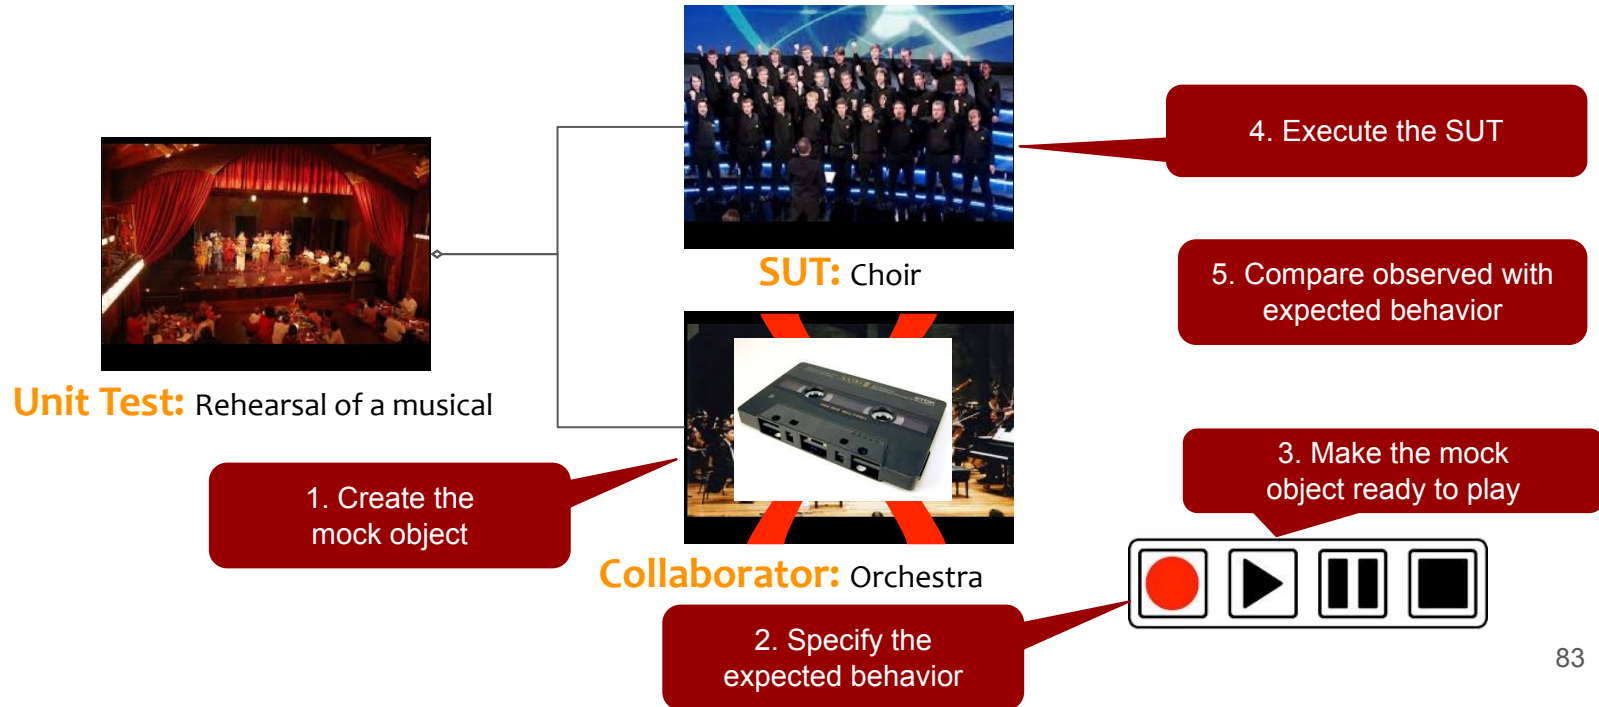 4. Execute the SUT
SUT: Choir
5. Compare observed with
expected behavior
Unit Test: Rehearsal of a musical
1. Create the
mock object
3. Make the mock
object ready to play
Collaborator: Orchestra
2. Specify the
expected behavior
83